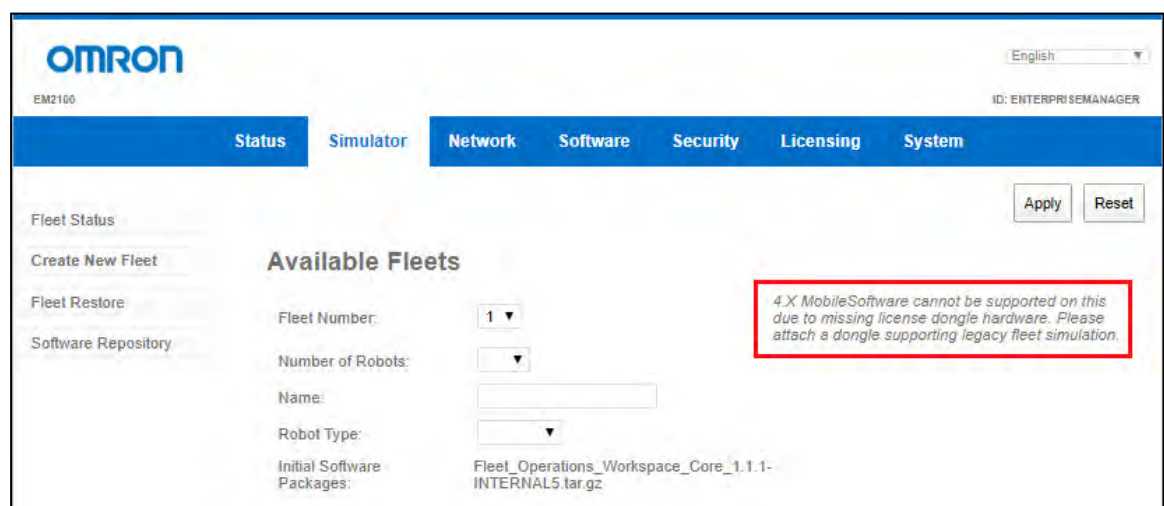 OMRON
English
EM2100
ID: ENTERPRISEMANAGER
Status Simulator Network Software Security Licensing System
Apply Reset
Fleet Status
Create New Fleet
Fleet Restore
Software Repository
Available Fleets
Fleet Number: 1
Number of Robots:
Name:
Robot Type:
Initial Software
Packages:
Fleet_Operations_Workspace_Core_1.1.1-
INTERNAL5.tar.gz
4.X MobileSoftware cannot be supported on this
due to missing license dongle hardware. Please
attach a dongle supporting legacy fleet simulation.